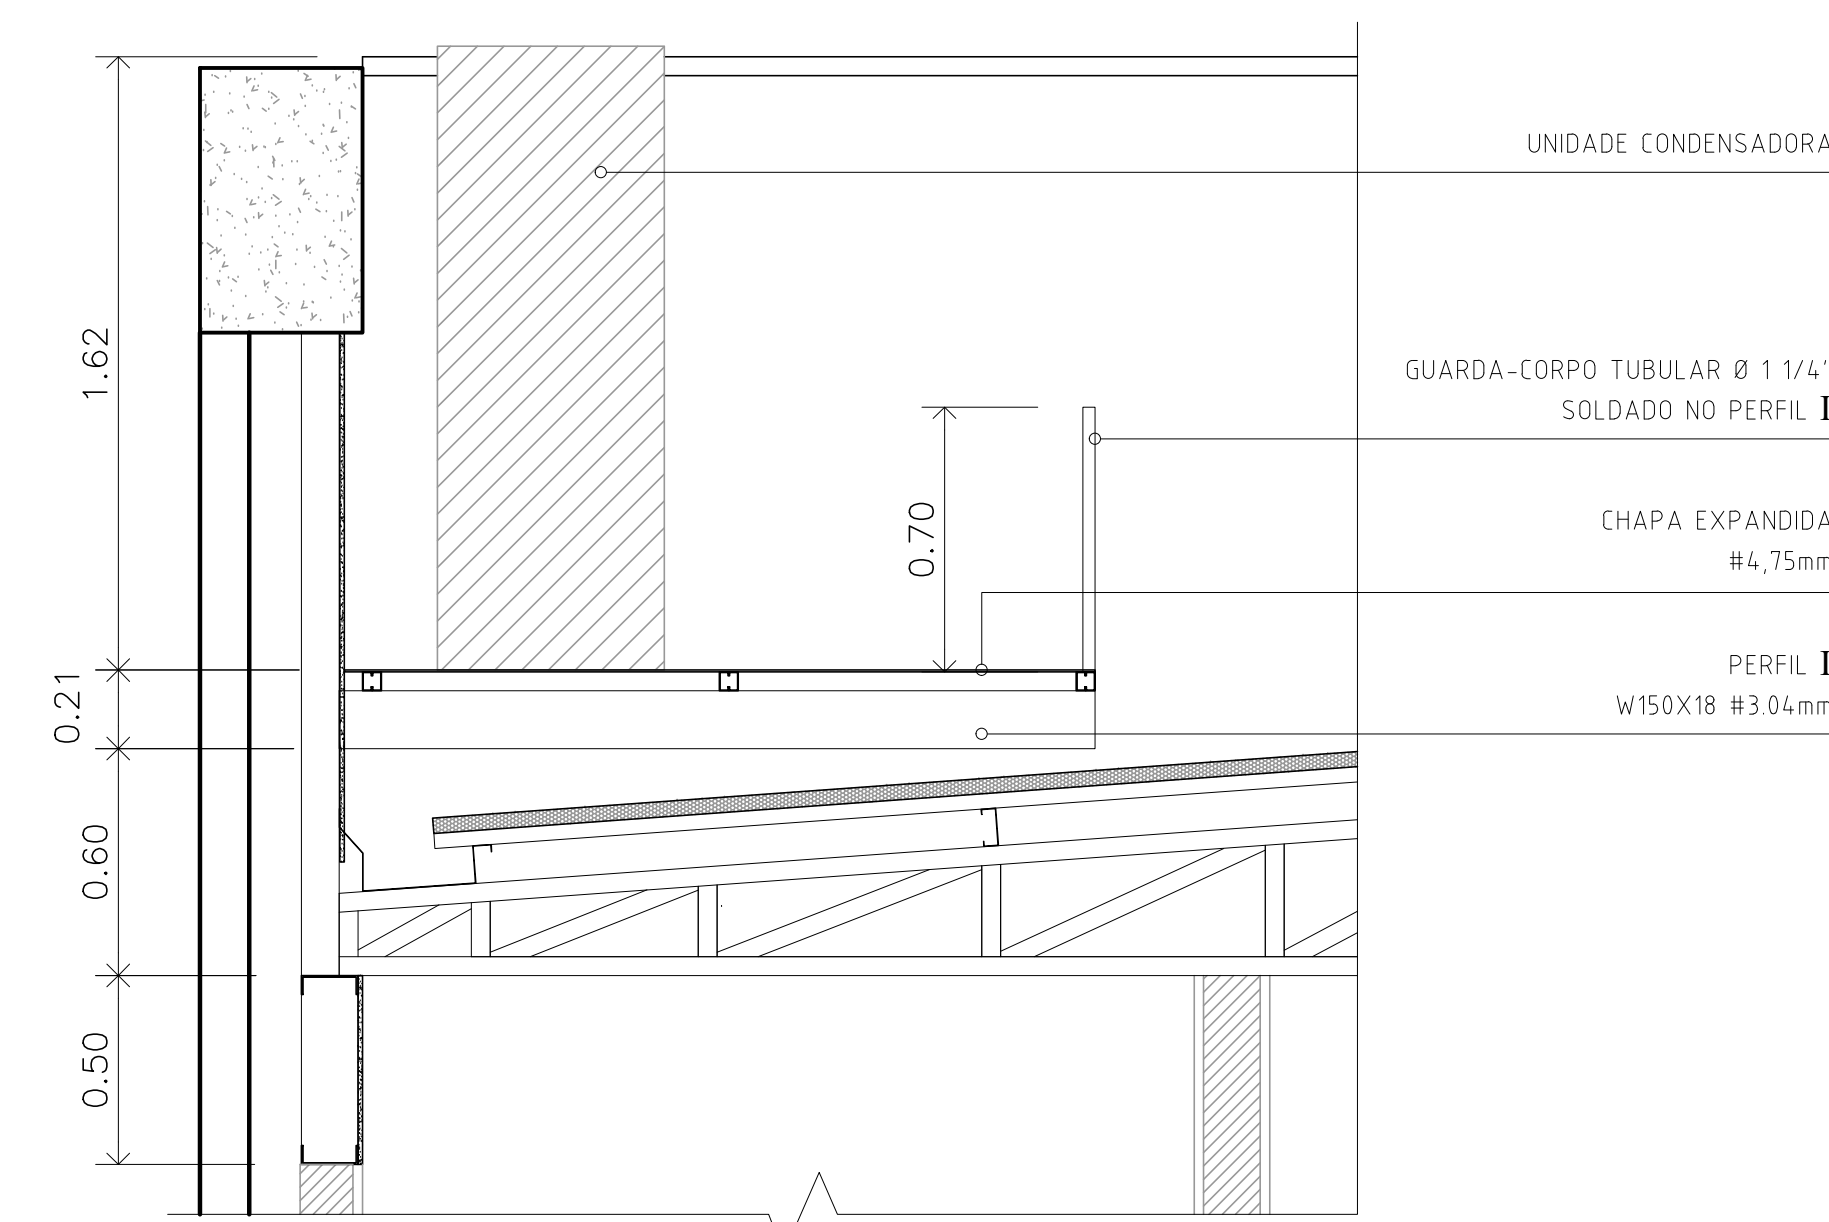 UNIDADE CONDENSADORA
1.62
GUARDA-CORPO TUBULAR Ø 1 1/4"
SOLDADO NO PERFIL I
0.70
CHAPA EXPANDIDA
#4,75mm
0.21
PERFIL I
W150X18 #3.04mm
0.60
0.50